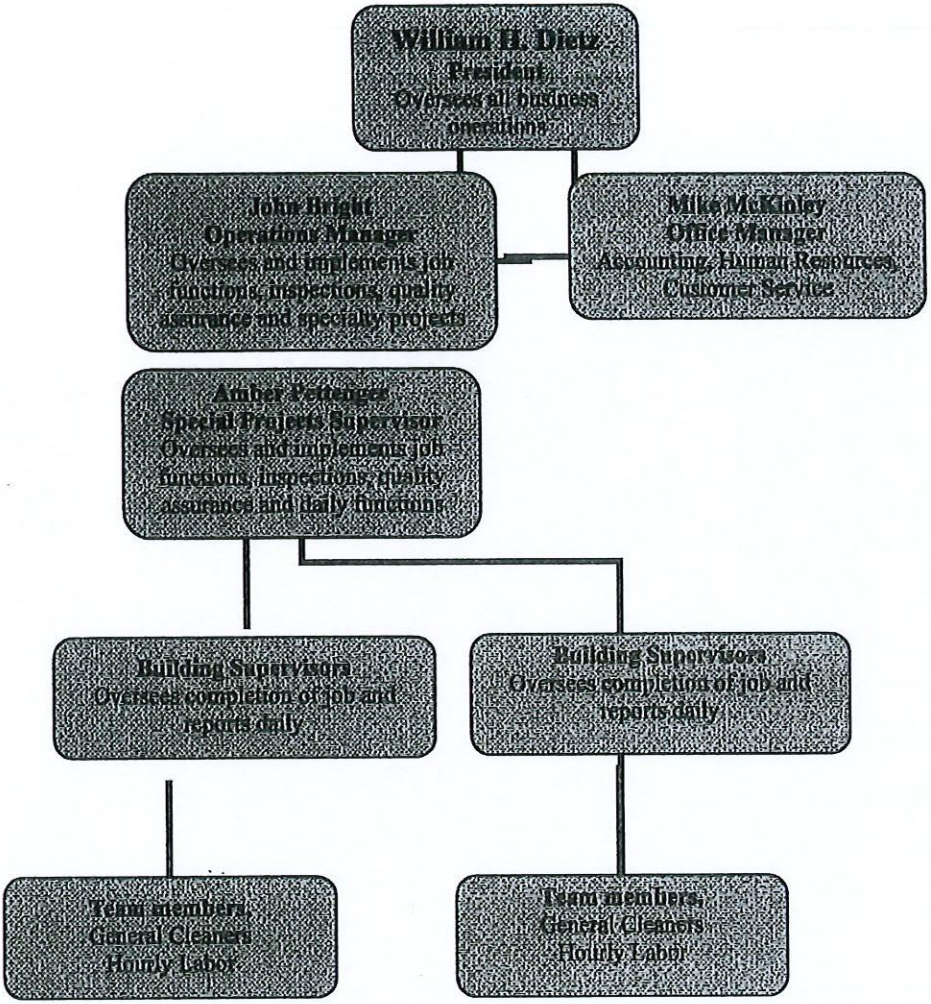 William H. Dietz
President
Oversees all business
operations
John Bright
Operations Manager
Oversees and implements job
functions, inspections, quality
assurance and specialty projects
Mike McKinley
Office Manager
Accounting, Human Resources,
Customer Service
Amber Pettenger
Special Projects Supervisor
Oversees and implements job
functions, inspections, quality
assurance and daily functions
Building Supervisors
Oversees completion of job and
reports daily
Building Supervisors
Oversees completion of job and
reports daily
Team members,
General Cleaners
Hourly Labor
Team members,
General Cleaners
Hourly Labor